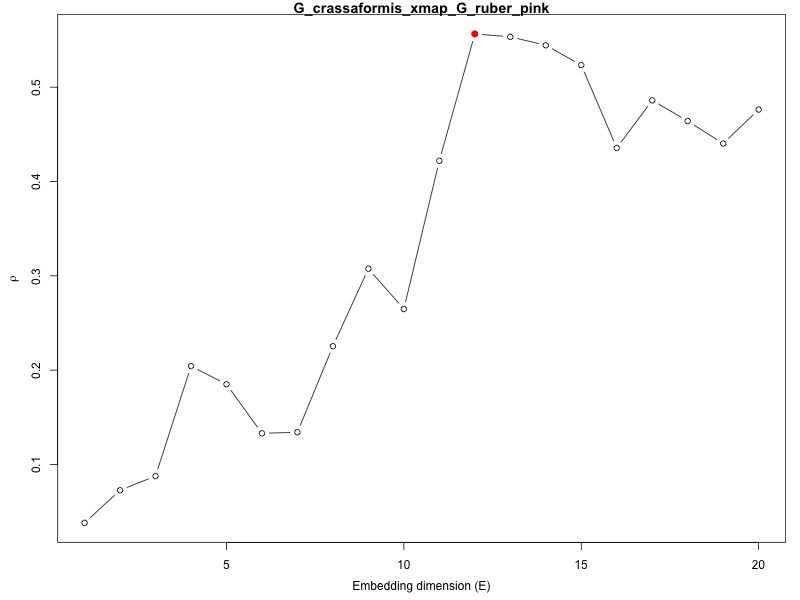 G_crassaformis_xmap_G_ruber_pink
0.5
0.4
0.3
0.2
0.1
ρ
5 10 15 20
Embedding dimension (E)